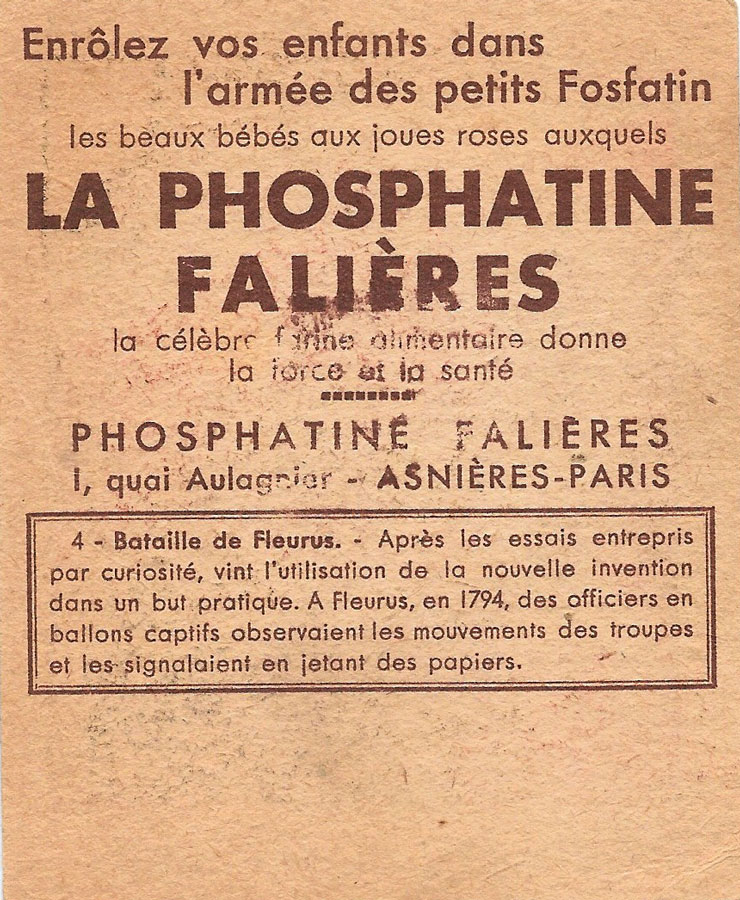 Enrôlez vos enfants dans
l'armée des petits Fosfatin
les beaux bébés aux joues roses auxquels
LA PHOSPHATINE
FALIÈRES
la célèbre farine alimentaire donne
la force et la santé
PHOSPHATINE FALIÈRES
1, quai Aulagnier - ASNIÈRES-PARIS
4 - Bataille de Fleurus. - Après les essais entrepris
par curiosité, vint l'utilisation de la nouvelle invention
dans un but pratique. A Fleurus, en 1794, des officiers en
ballons captifs observaient les mouvements des troupes
et les signalaient en jetant des papiers.